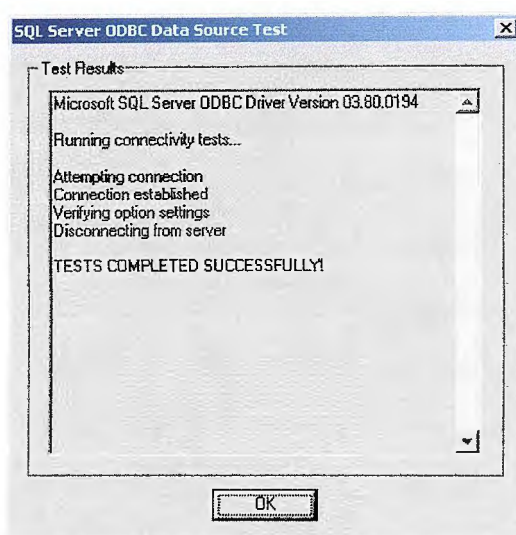 SQL Server ODBC Data Source Test
Test Results
Microsoft SQL Server ODBC Driver Version 03.80.0194
Running connectivity tests...
Attempting connection
Connection established
Verifying option settings
Disconnecting from server
TESTS COMPLETED SUCCESSFULLY!
OK